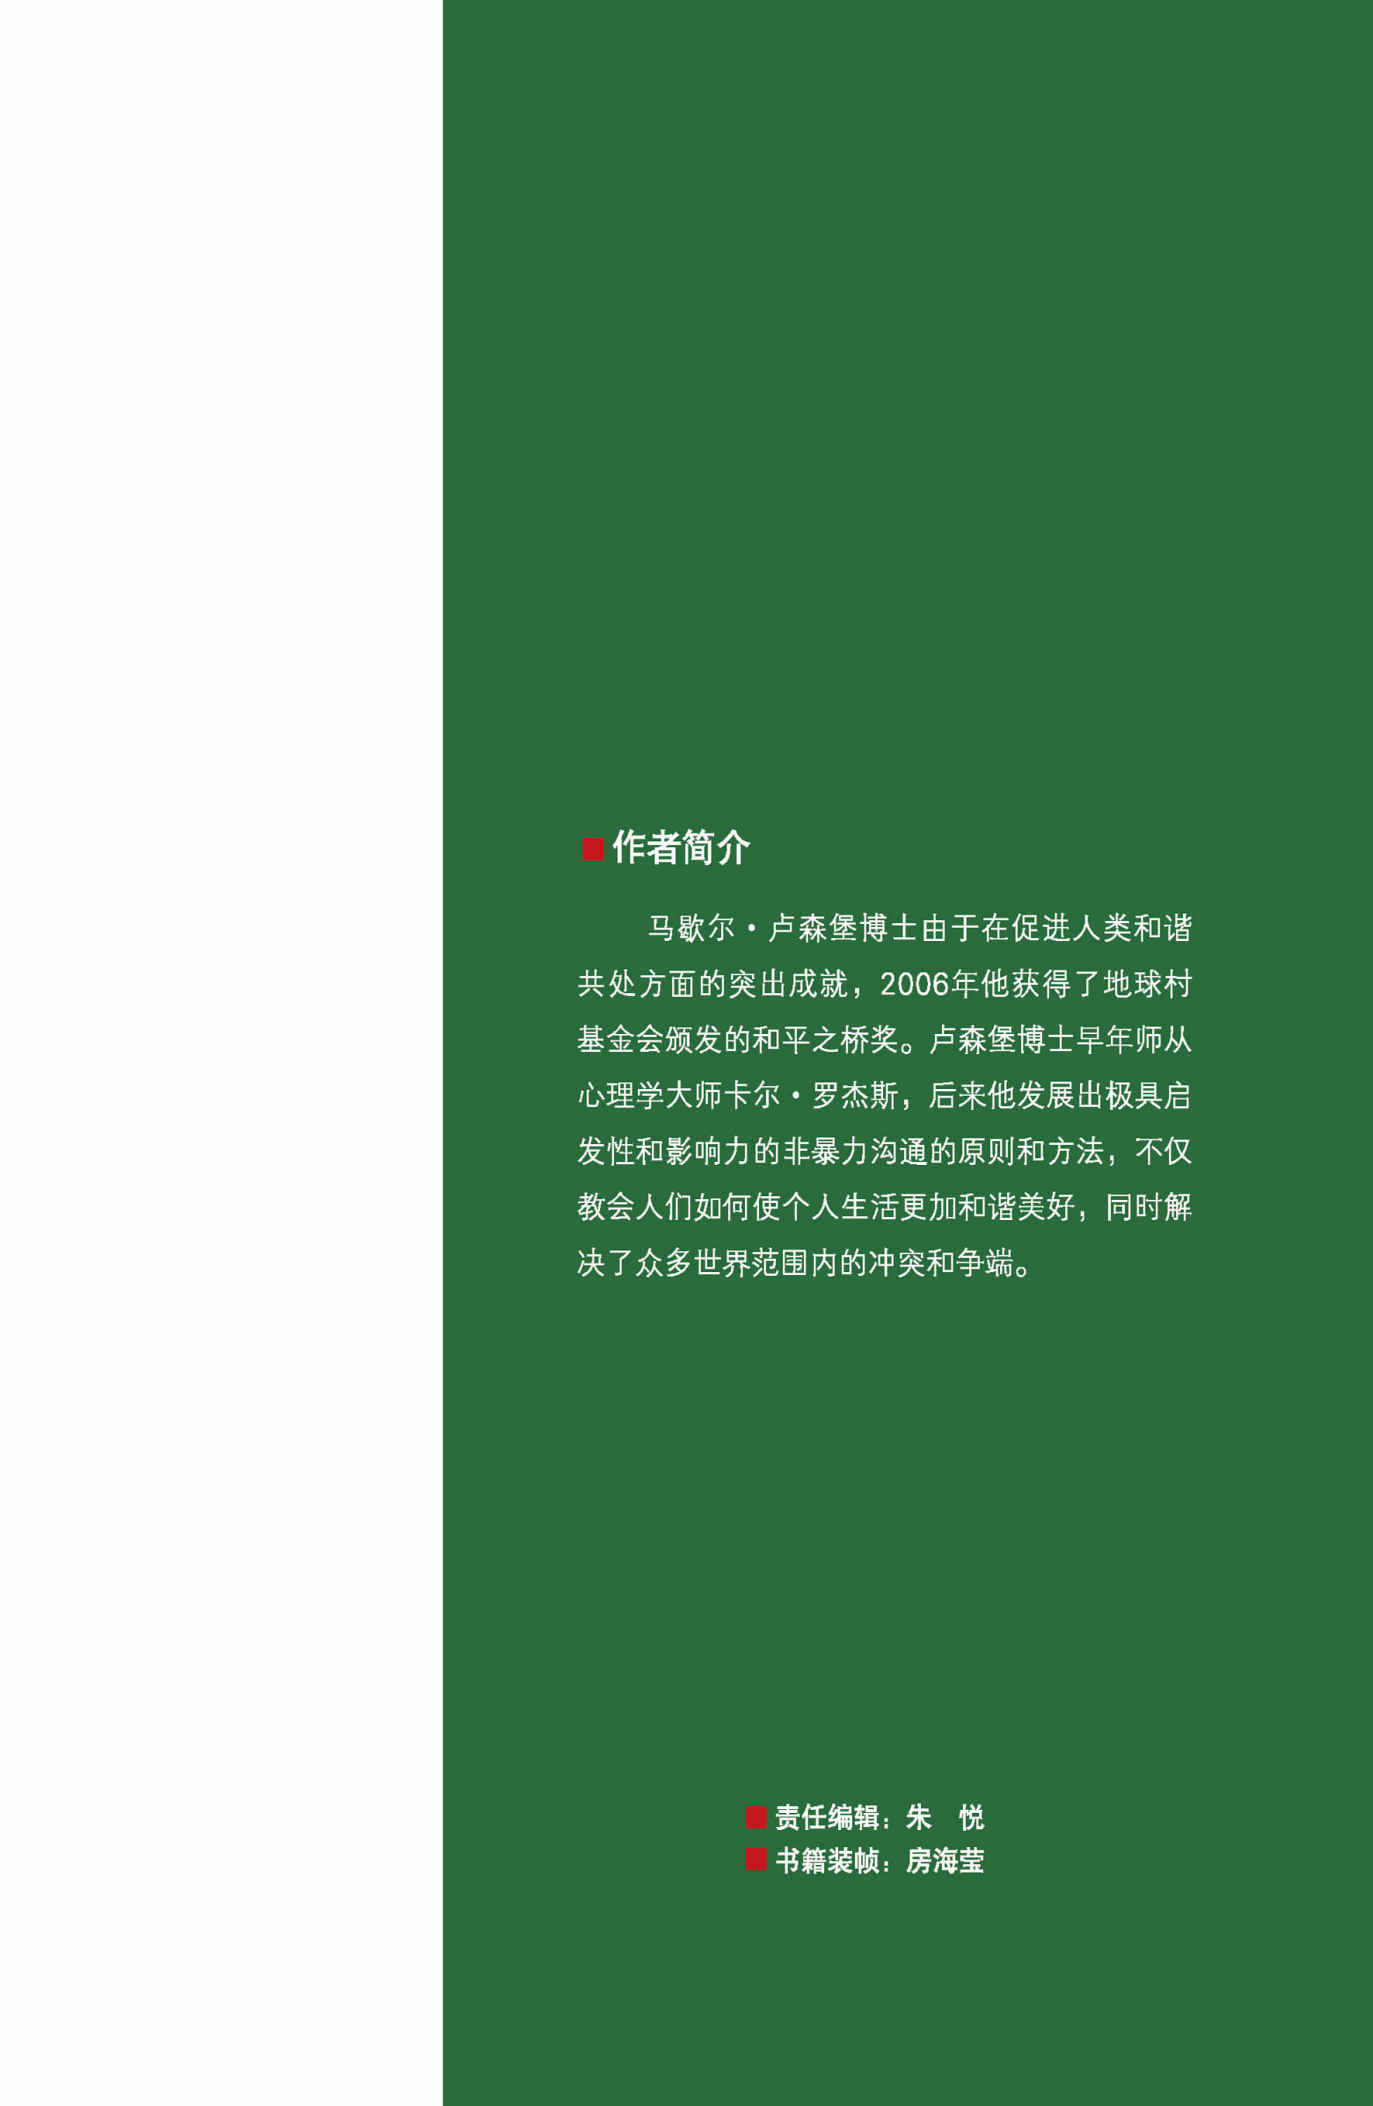 作者简介
马歇尔·卢森堡博士由于在促进人类和谐
共处方面的突出成就，2006年他获得了地球村
基金会颁发的和平之桥奖。卢森堡博士早年师从
心理学大师卡尔·罗杰斯，后来他发展出极具启
发性和影响力的非暴力沟通的原则和方法，不仅
教会人们如何使个人生活更加和谐美好，同时解
决了众多世界范围内的冲突和争端。
责任编辑：朱　悦
书籍装帧：房海莹